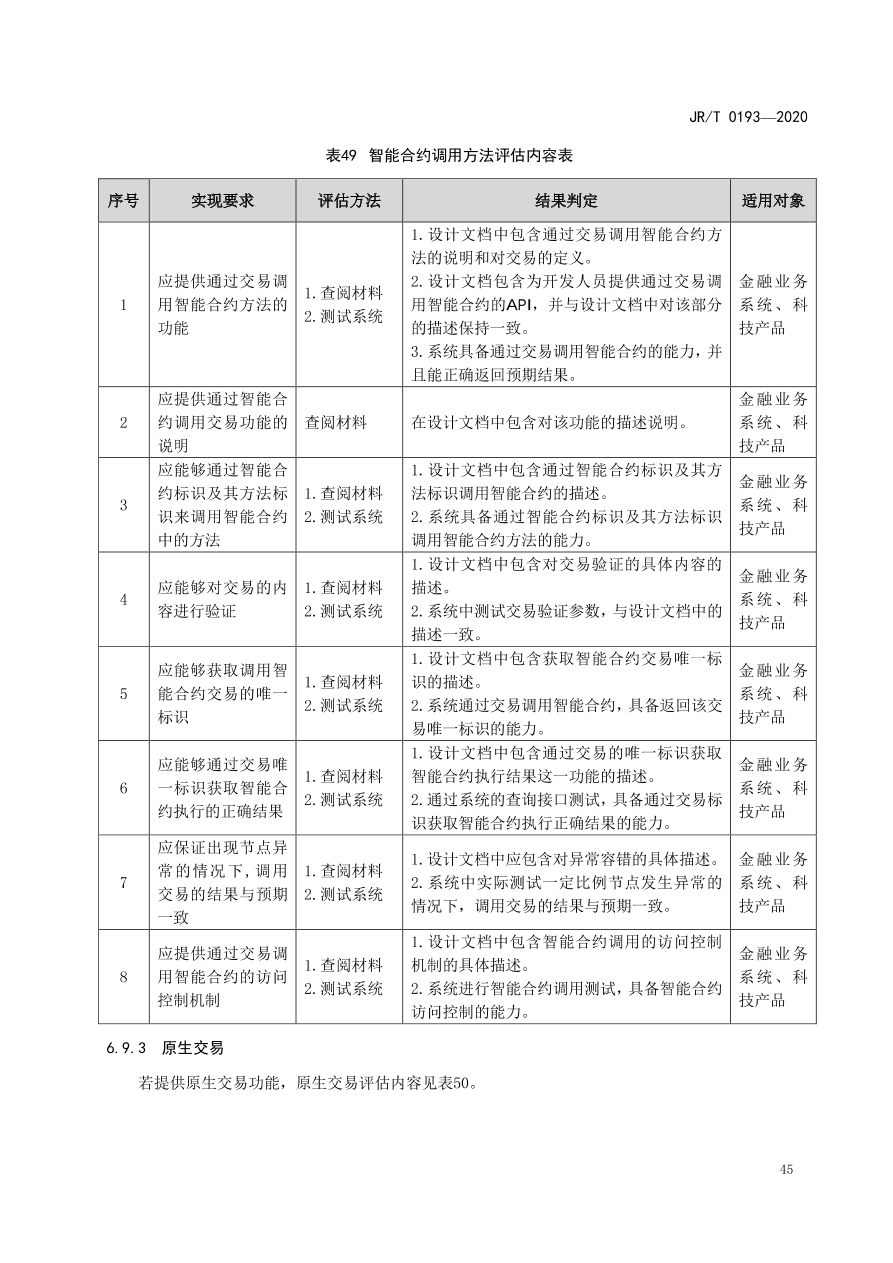 JR/T 0193—2020
表49 智能合约调用方法评估内容表
序号 实现要求 评估方法 结果判定 适用对象
1
应提供通过交易调
用智能合约方法的
功能
1.查阅材料
2.测试系统
1.设计文档中包含通过交易调用智能合约方
法的说明和对交易的定义。
2.设计文档包含为开发人员提供通过交易调
用智能合约的API，并与设计文档中对该部分
的描述保持一致。
3.系统具备通过交易调用智能合约的能力，并
且能正确返回预期结果。
金融业务
系统、科
技产品
2
应提供通过智能合
约调用交易功能的
说明
查阅材料
在设计文档中包含对该功能的描述说明。
金融业务
系统、科
技产品
3
应能够通过智能合
约标识及其方法标
识来调用智能合约
中的方法
1.查阅材料
2.测试系统
1.设计文档中包含通过智能合约标识及其方
法标识调用智能合约的描述。
2.系统具备通过智能合约标识及其方法标识
调用智能合约方法的能力。
金融业务
系统、科
技产品
4
应能够对交易的内
容进行验证
1.查阅材料
2.测试系统
1.设计文档中包含对交易验证的具体内容的
描述。
2.系统中测试交易验证参数，与设计文档中的
描述一致。
金融业务
系统、科
技产品
5
应能够获取调用智
能合约交易的唯一
标识
1.查阅材料
2.测试系统
1.设计文档中包含获取智能合约交易唯一标
识的描述。
2.系统通过交易调用智能合约，具备返回该交
易唯一标识的能力。
金融业务
系统、科
技产品
6
应能够通过交易唯
一标识获取智能合
约执行的正确结果
1.查阅材料
2.测试系统
1.设计文档中包含通过交易的唯一标识获取
智能合约执行结果这一功能的描述。
2.通过系统的查询接口测试，具备通过交易标
识获取智能合约执行正确结果的能力。
金融业务
系统、科
技产品
7
应保证出现节点异
常的情况下,调用
交易的结果与预期
一致
1.查阅材料
2.测试系统
1.设计文档中应包含对异常容错的具体描述。
2.系统中实际测试一定比例节点发生异常的
情况下，调用交易的结果与预期一致。
金融业务
系统、科
技产品
8
应提供通过交易调
用智能合约的访问
控制机制
1.查阅材料
2.测试系统
1.设计文档中包含智能合约调用的访问控制
机制的具体描述。
2.系统进行智能合约调用测试，具备智能合约
访问控制的能力。
金融业务
系统、科
技产品
6.9.3 原生交易
若提供原生交易功能，原生交易评估内容见表50。
45